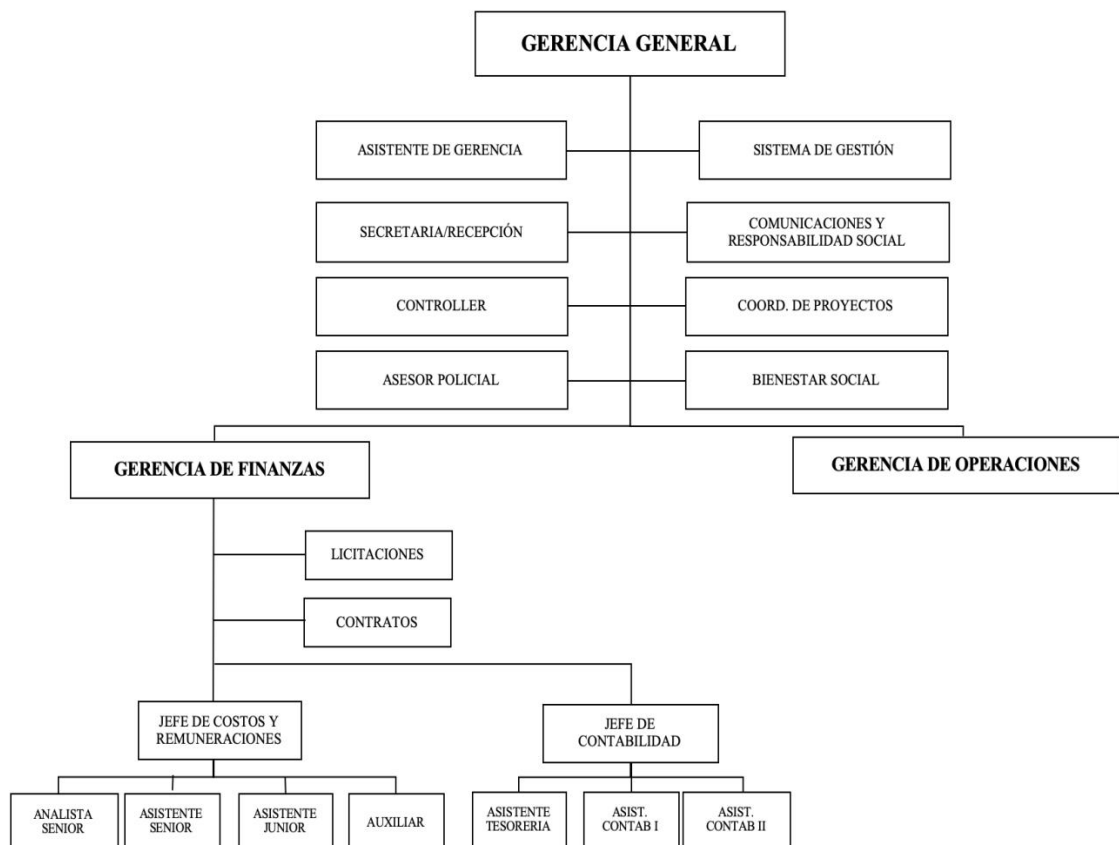 GERENCIA GENERAL
ASISTENTE DE GERENCIA
SISTEMA DE GESTIÓN
SECRETARIA/RECEPCIÓN
COMUNICACIONES Y
RESPONSABILIDAD SOCIAL
CONTROLLER
COORD. DE PROYECTOS
ASESOR POLICIAL
BIENESTAR SOCIAL
GERENCIA DE FINANZAS
GERENCIA DE OPERACIONES
LICITACIONES
CONTRATOS
JEFE DE COSTOS Y
REMUNERACIONES
JEFE DE
CONTABILIDAD
ANALISTA
SENIOR
ASISTENTE
SENIOR
ASISTENTE
JUNIOR
AUXILIAR
ASISTENTE
TESORERIA
ASIST.
CONTAB I
ASIST.
CONTAB II